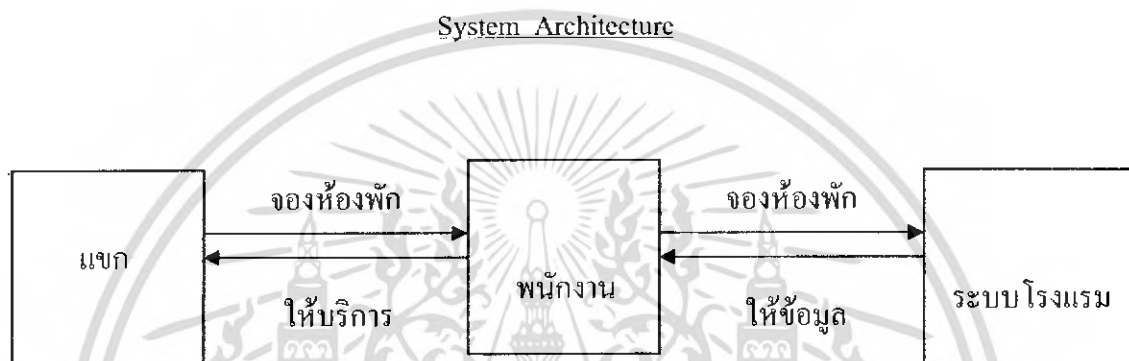 System Architecture
จองห้องพัก
จองห้องพัก
แขก
พนักงาน
ระบบโรงแรม
ให้บริการ
ให้ข้อมูล